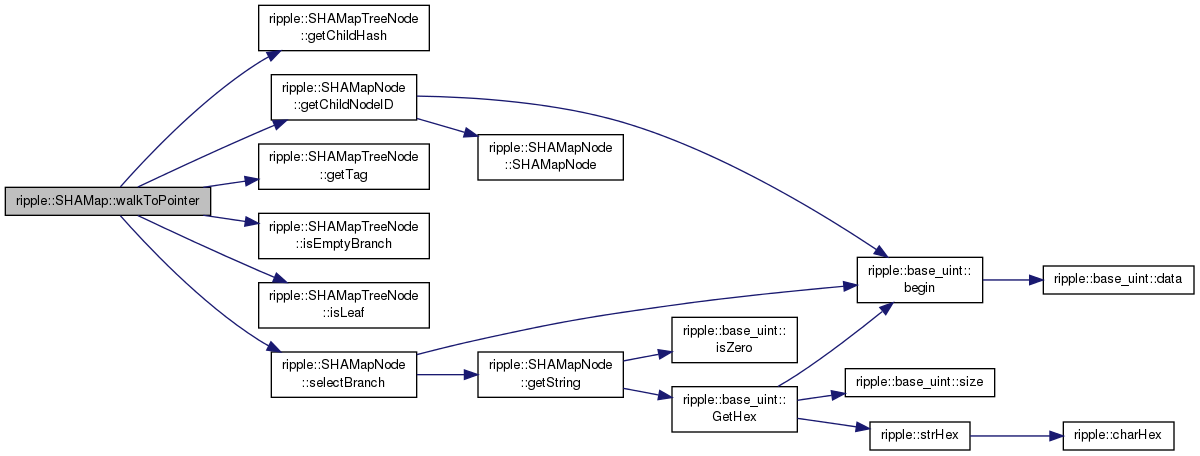 ripple::SHAMapTreeNode
::getChildHash
ripple::SHAMapNode
::getChildNodeID
ripple::SHAMapNode
::SHAMapNode
ripple::SHAMapTreeNode
::getTag
ripple::SHAMap::walkToPointer
ripple::SHAMapTreeNode
::isEmptyBranch
ripple::SHAMapTreeNode
::isLeaf
ripple::base_uint::
begin
ripple::base_uint::data
ripple::SHAMapNode
::selectBranch
ripple::SHAMapNode
::getString
ripple::base_uint::
isZero
ripple::base_uint::
GetHex
ripple::base_uint::size
ripple::strHex
ripple::charHex